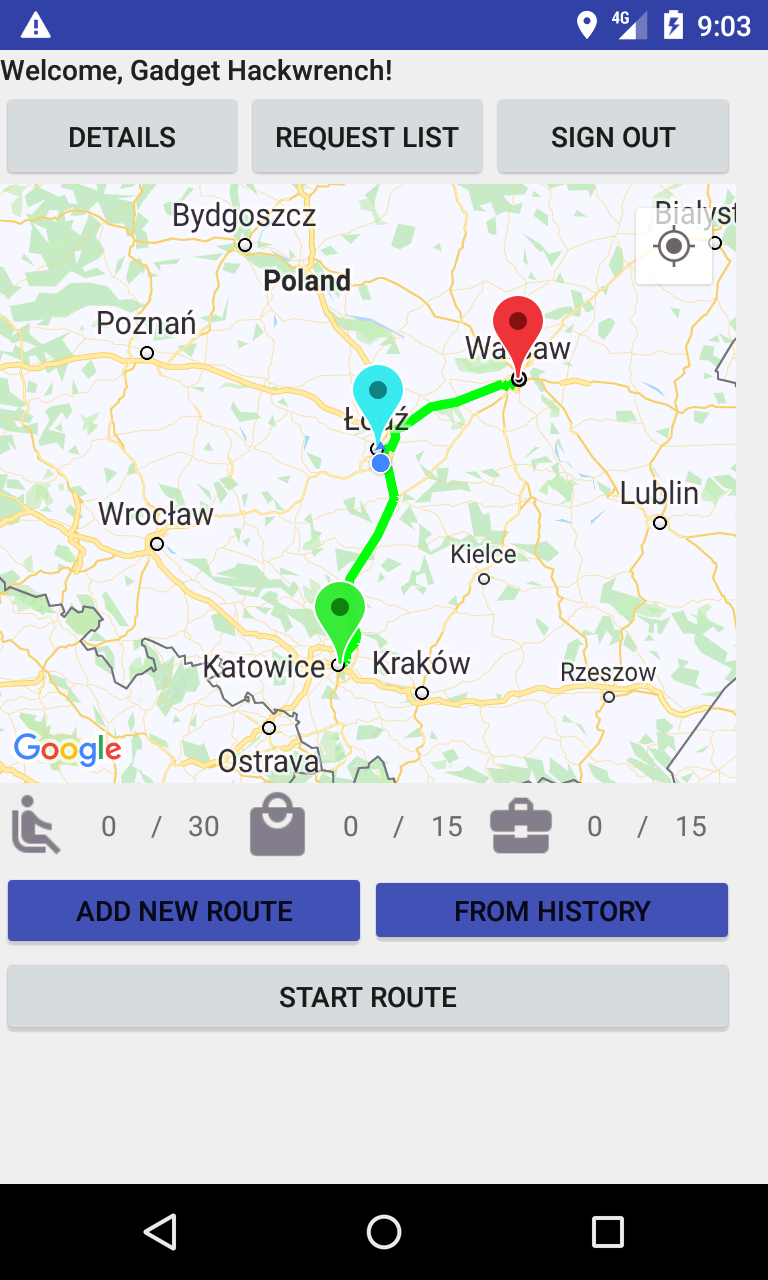 4G 9:03
Welcome, Gadget Hackwrench!
DETAILS REQUEST LIST SIGN OUT
Bydgoszcz
Poland
Poznań
Warsaw
Łódź
Wrocław
Lublin
Kielce
Katowice
Kraków
Rzeszow
Ostrava
Google
0 / 30 0 / 15 0 / 15
ADD NEW ROUTE FROM HISTORY
START ROUTE